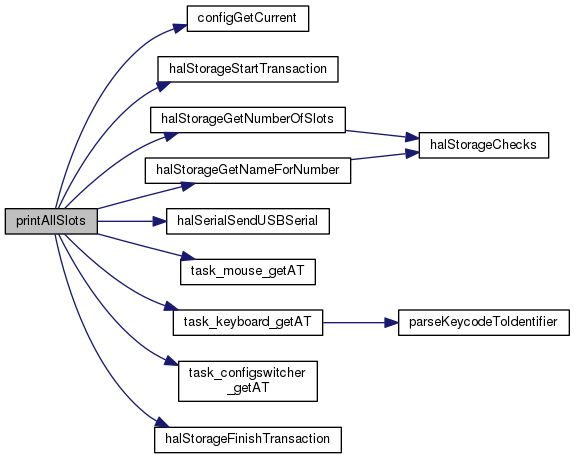 configGetCurrent
halStorageStartTransaction
halStorageGetNumberOfSlots
halStorageChecks
halStorageGetNameForNumber
printAllSlots
halSerialSendUSBSerial
task_mouse_getAT
task_keyboard_getAT
parseKeycodeToIdentifier
task_configswitcher
_getAT
halStorageFinishTransaction